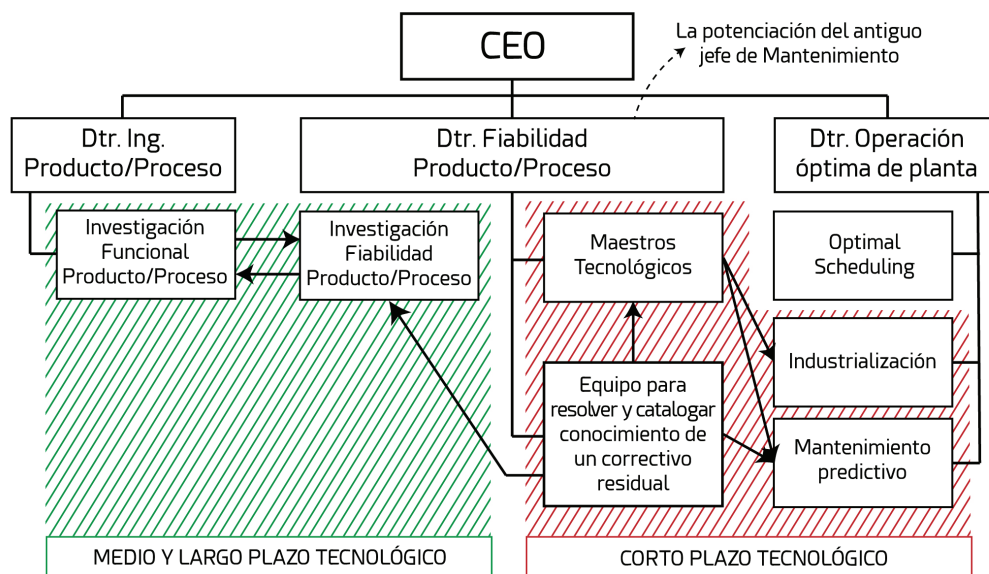 CEO
La potenciación del antiguo
jefe de Mantenimiento
Dtr. Ing.
Producto/Proceso
Dtr. Fiabilidad
Producto/Proceso
Dtr. Operación
óptima de planta
Investigación
Funcional
Producto/Proceso
Investigación
Fiabilidad
Producto/Proceso
Maestros
Tecnológicos
Optimal
Scheduling
Industrialización
Equipo para
resolver y catalogar
conocimiento de
un correctivo
residual
Mantenimiento
predictivo
MEDIO Y LARGO PLAZO TECNOLÓGICO
CORTO PLAZO TECNOLÓGICO